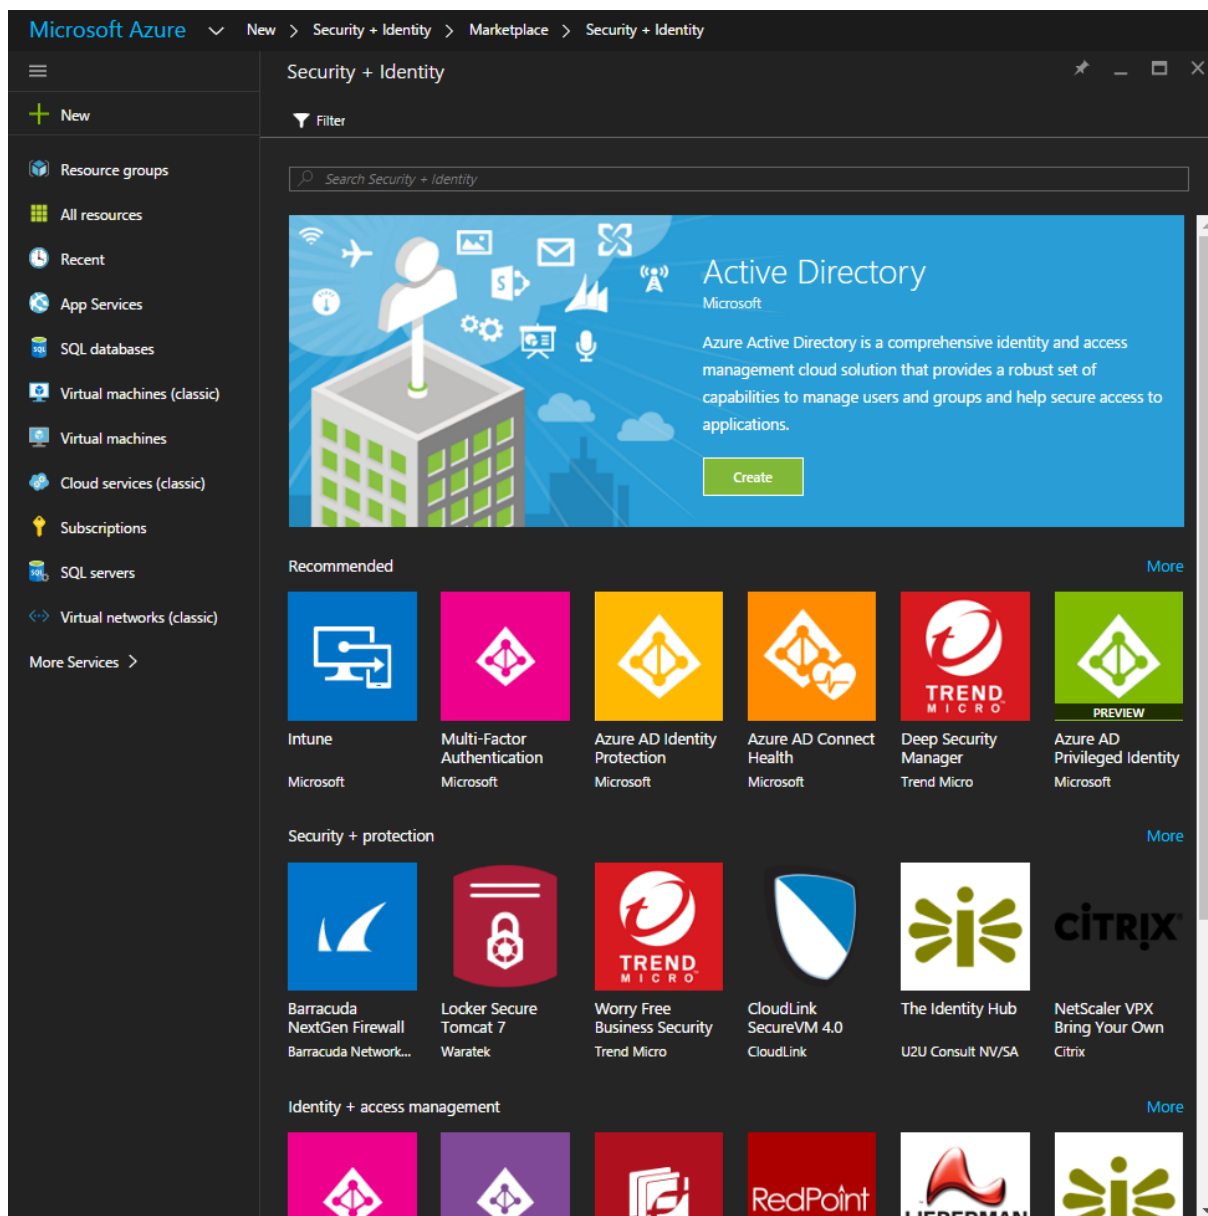 Microsoft Azure New > Security + Identity > Marketplace > Security + Identity
Security + Identity
New
Filter
Resource groups
All resources
Recent
App Services
SQL databases
Virtual machines (classic)
Virtual machines
Cloud services (classic)
Subscriptions
SQL servers
Virtual networks (classic)
More Services >
Search Security + Identity
Active Directory
Microsoft
Azure Active Directory is a comprehensive identity and access
management cloud solution that provides a robust set of
capabilities to manage users and groups and help secure access to
applications.
Create
Recommended More
TREND
MICRO
PREVIEW
Intune
Microsoft
Multi-Factor
Authentication
Microsoft
Azure AD Identity
Protection
Microsoft
Azure AD Connect
Health
Microsoft
Deep Security
Manager
Trend Micro
Azure AD
Privileged Identity
Microsoft
Security + protection More
TREND
MICRO
CİTRIX
Barracuda
NextGen Firewall
Barracuda Network...
Locker Secure
Tomcat 7
Waratek
Worry Free
Business Security
Trend Micro
CloudLink
SecureVM 4.0
CloudLink
The Identity Hub
U2U Consult NV/SA
NetScaler VPX
Bring Your Own
Citrix
Identity + access management More
RedPoint
LIEBERMAN